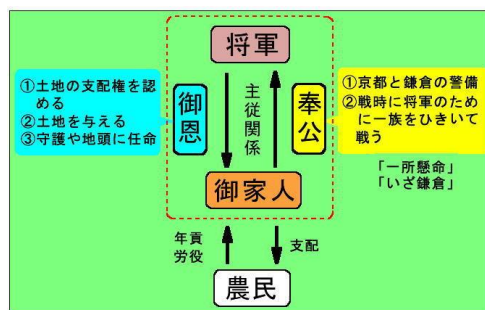 将軍
①土地の支配権を認
める
②土地を与える
③守護や地頭に任命
御恩
主従関係
奉公
①京都と鎌倉の警備
②戦時に将軍のため
に一族をひきいて
戦う
「一所懸命」
「いざ鎌倉」
御家人
年貢
労役
支配
農民